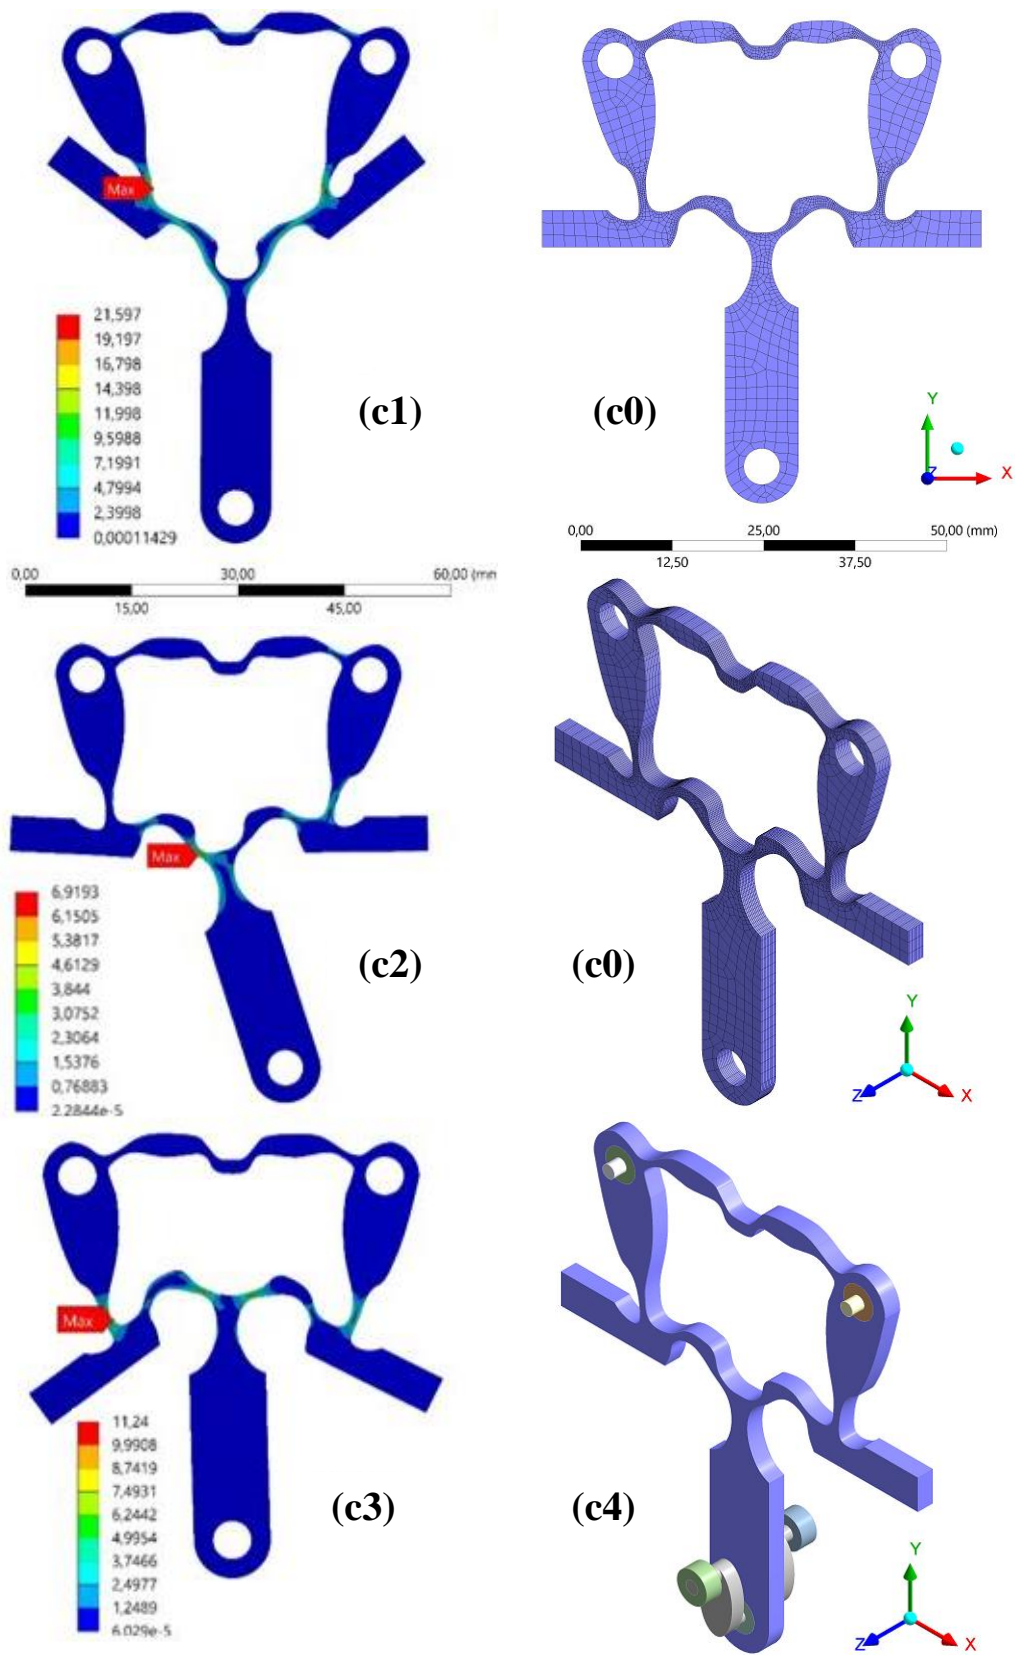 Max
21,597
19,197
16,798
14,398
11,998
9,5988
7,1991
4,7994
2,3998
0,00011429
(c1)
(c0)
Y
Z
X
0,00
30,00
60,00 (mm
15,00
45,00
0,00
25,00
50,00 (mm)
12,50
37,50
Max
6,9193
6,1505
5,3817
4,6129
3,844
3,0752
2,3064
1,5376
0,76883
2,2844e-5
(c2)
(c0)
Y
Z
X
Max
11,24
9,9908
8,7419
7,4931
6,2442
4,9954
3,7466
2,4977
1,2489
6,029e-5
(c3)
(c4)
Y
Z
X